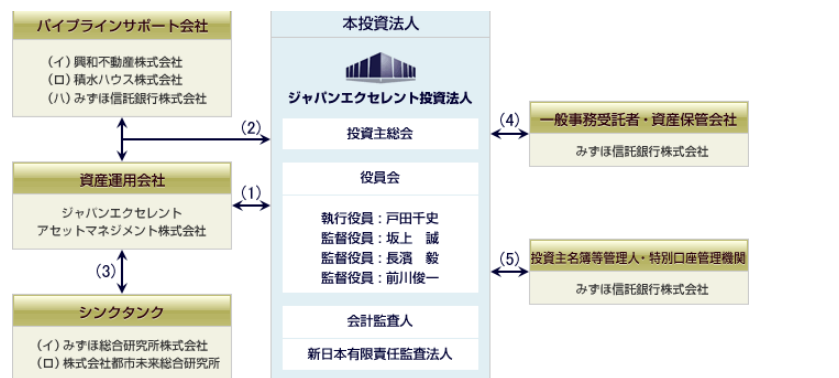 パイプラインサポート会社
(イ)興和不動産株式会社
(ロ)積水ハウス株式会社
(ハ)みずほ信託銀行株式会社
(2)
資産運用会社
ジャパンエクセレント
アセットマネジメント株式会社
(1)
(3)
シンクタンク
(イ)みずほ総合研究所株式会社
(ロ)株式会社都市未来総合研究所
本投資法人
ジャパンエクセレント投資法人
投資主総会
役員会
執行役員:戸田千史
監督役員:坂上 誠
監督役員:長濱 毅
監督役員:前川俊一
会計監査人
新日本有限責任監査法人
(4)
一般事務受託者・資産保管会社
みずほ信託銀行株式会社
(5)
投資主名簿等管理人・特別口座管理機関
みずほ信託銀行株式会社